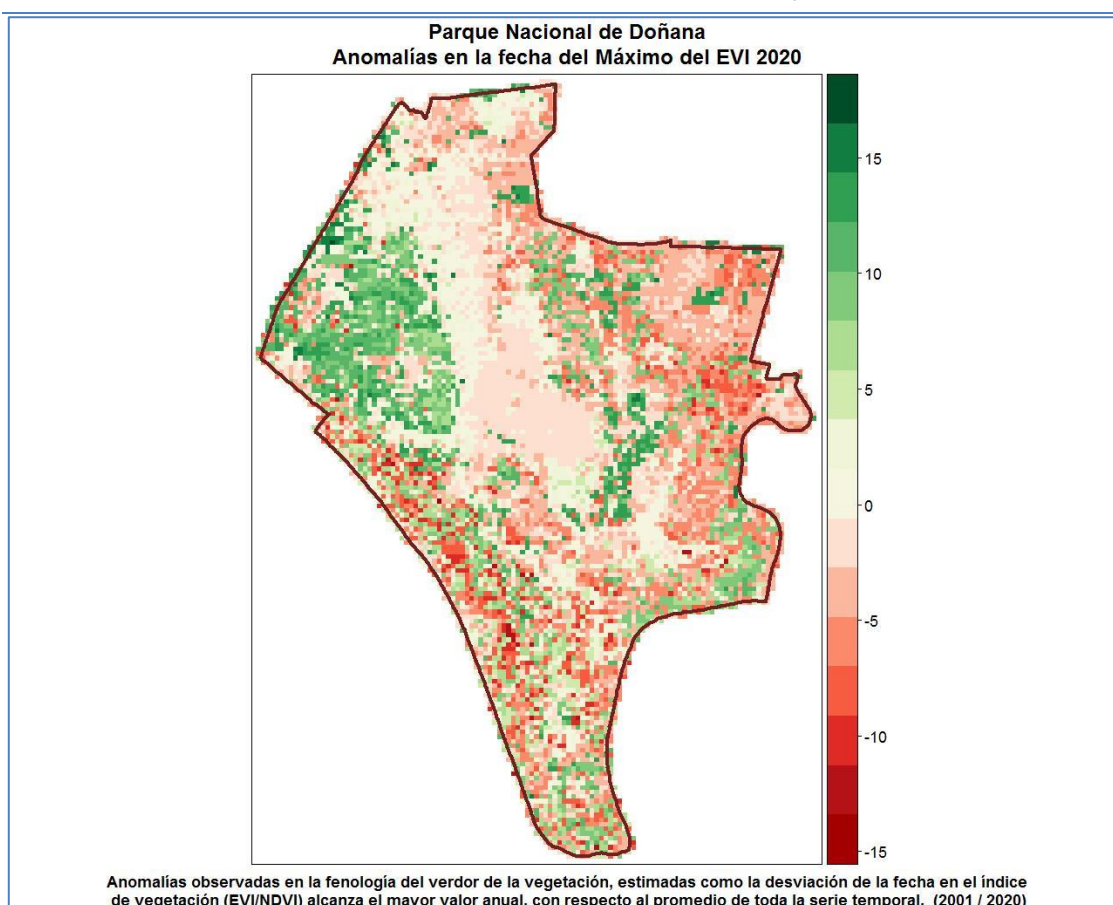 Parque Nacional de Doñana
Anomalías en la fecha del Máximo del EVI 2020
15
10
5
0
-5
-10
-15
Anomalías observadas en la fenología del verdor de la vegetación, estimadas como la desviación de la fecha en el índice
de vegetación (EVI/NDVI) alcanza el mayor valor anual, con respecto al promedio de toda la serie temporal. (2001 / 2020)